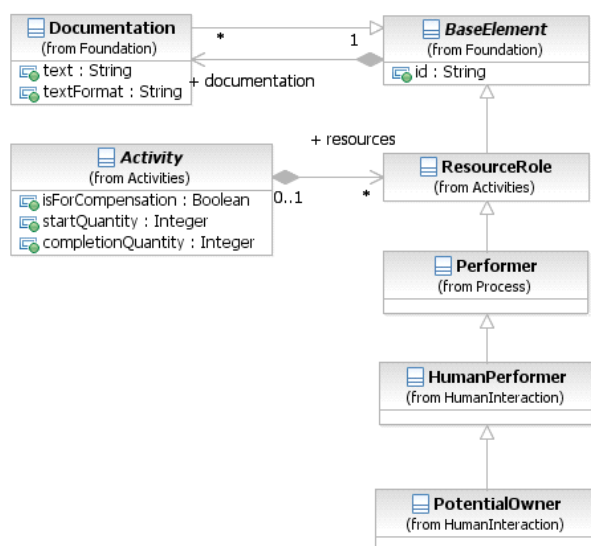 Documentation
(from Foundation)
text : String
textFormat : String
*
1
+ documentation
BaseElement
(from Foundation)
id : String
+ resources
Activity
(from Activities)
isForCompensation : Boolean
startQuantity : Integer
completionQuantity : Integer
0..1
*
ResourceRole
(from Activities)
Performer
(from Process)
HumanPerformer
(from HumanInteraction)
PotentialOwner
(from HumanInteraction)